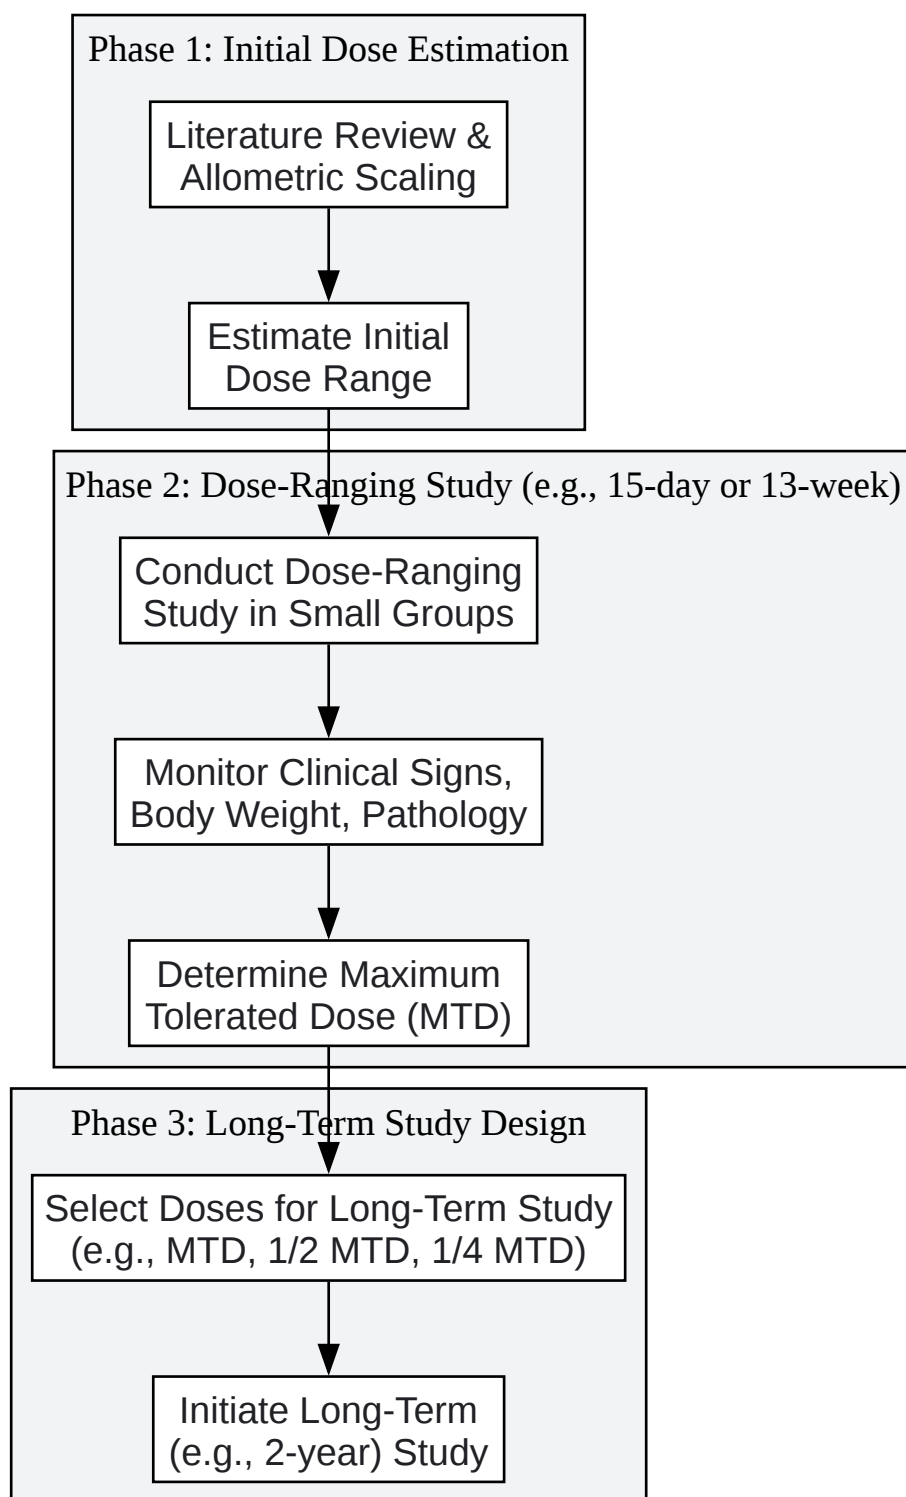 Phase 1: Initial Dose Estimation
Literature Review &
Allometric Scaling
Estimate Initial
Dose Range
Phase 2: Dose-Ranging Study (e.g., 15-day or 13-week)
Conduct Dose-Ranging
Study in Small Groups
Monitor Clinical Signs,
Body Weight, Pathology
Determine Maximum
Tolerated Dose (MTD)
Phase 3: Long-Term Study Design
Select Doses for Long-Term Study
(e.g., MTD, 1/2 MTD, 1/4 MTD)
Initiate Long-Term
(e.g., 2-year) Study